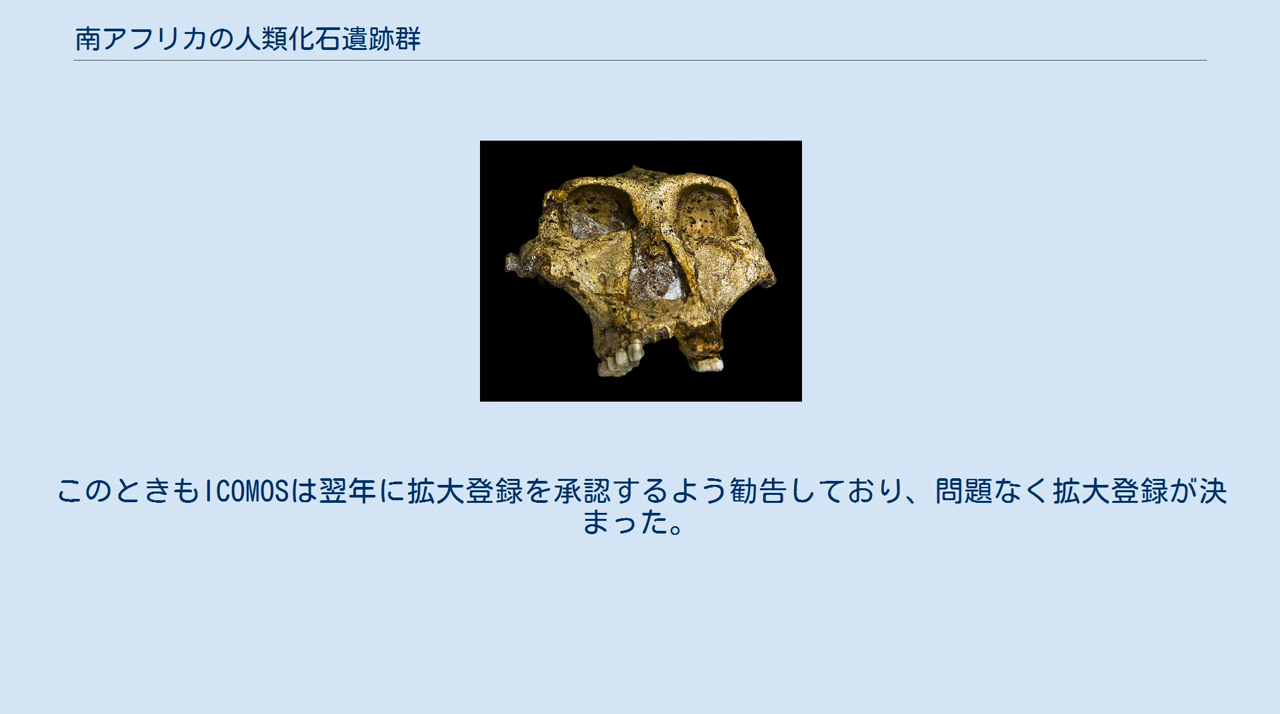 南アフリカの人類化石遺跡群
このときもICOMOSは翌年に拡大登録を承認するよう勧告しており、問題なく拡大登録が決
まった。